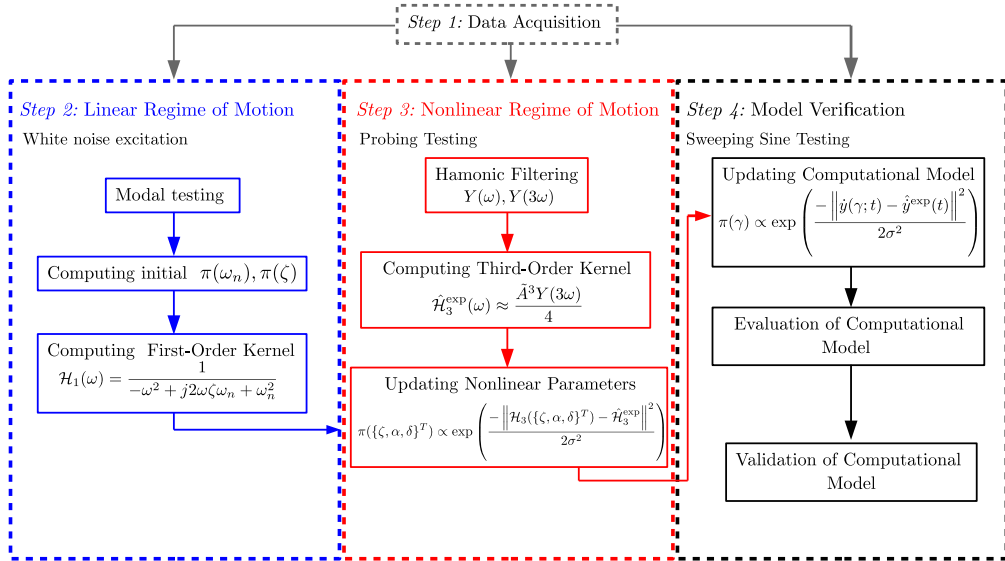 Step 1: Data Acquisition
Step 2: Linear Regime of Motion
White noise excitation
Modal testing
Computing initial π(ω_n), π(ζ)
Computing First-Order Kernel
ℋ_1(ω) = 1 / (−ω^2 + j2ωζω_n + ω_n^2)
Step 3: Nonlinear Regime of Motion
Probing Testing
Hamonic Filtering
Y(ω), Y(3ω)
Computing Third-Order Kernel
ℋ̂_3^exp(ω) ≈ Ã^3 Y(3ω) / 4
Updating Nonlinear Parameters
π({ζ, α, δ}^T) ∝ exp( −‖ℋ_3({ζ, α, δ}^T) − ℋ̂_3^exp‖^2 / 2σ^2 )
Step 4: Model Verification
Sweeping Sine Testing
Updating Computational Model
π(γ) ∝ exp( −‖ẏ(γ; t) − ŷ̇^exp(t)‖^2 / 2σ^2 )
Evaluation of Computational
Model
Validation of Computational
Model